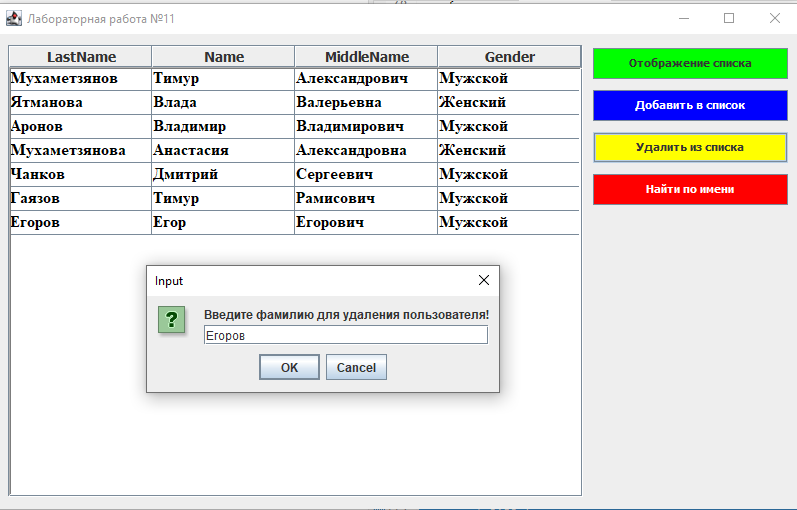 Лабораторная работа №11
LastName Name MiddleName Gender
Мухаметзянов Тимур Александрович Мужской
Ятманова Влада Валерьевна Женский
Аронов Владимир Владимирович Мужской
Мухаметзянова Анастасия Александровна Женский
Чанков Дмитрий Сергеевич Мужской
Гаязов Тимур Рамисович Мужской
Егоров Егор Егорович Мужской
Отображение списка
Добавить в список
Удалить из списка
Найти по имени
Input
?
Введите фамилию для удаления пользователя!
Егоров
OK Cancel